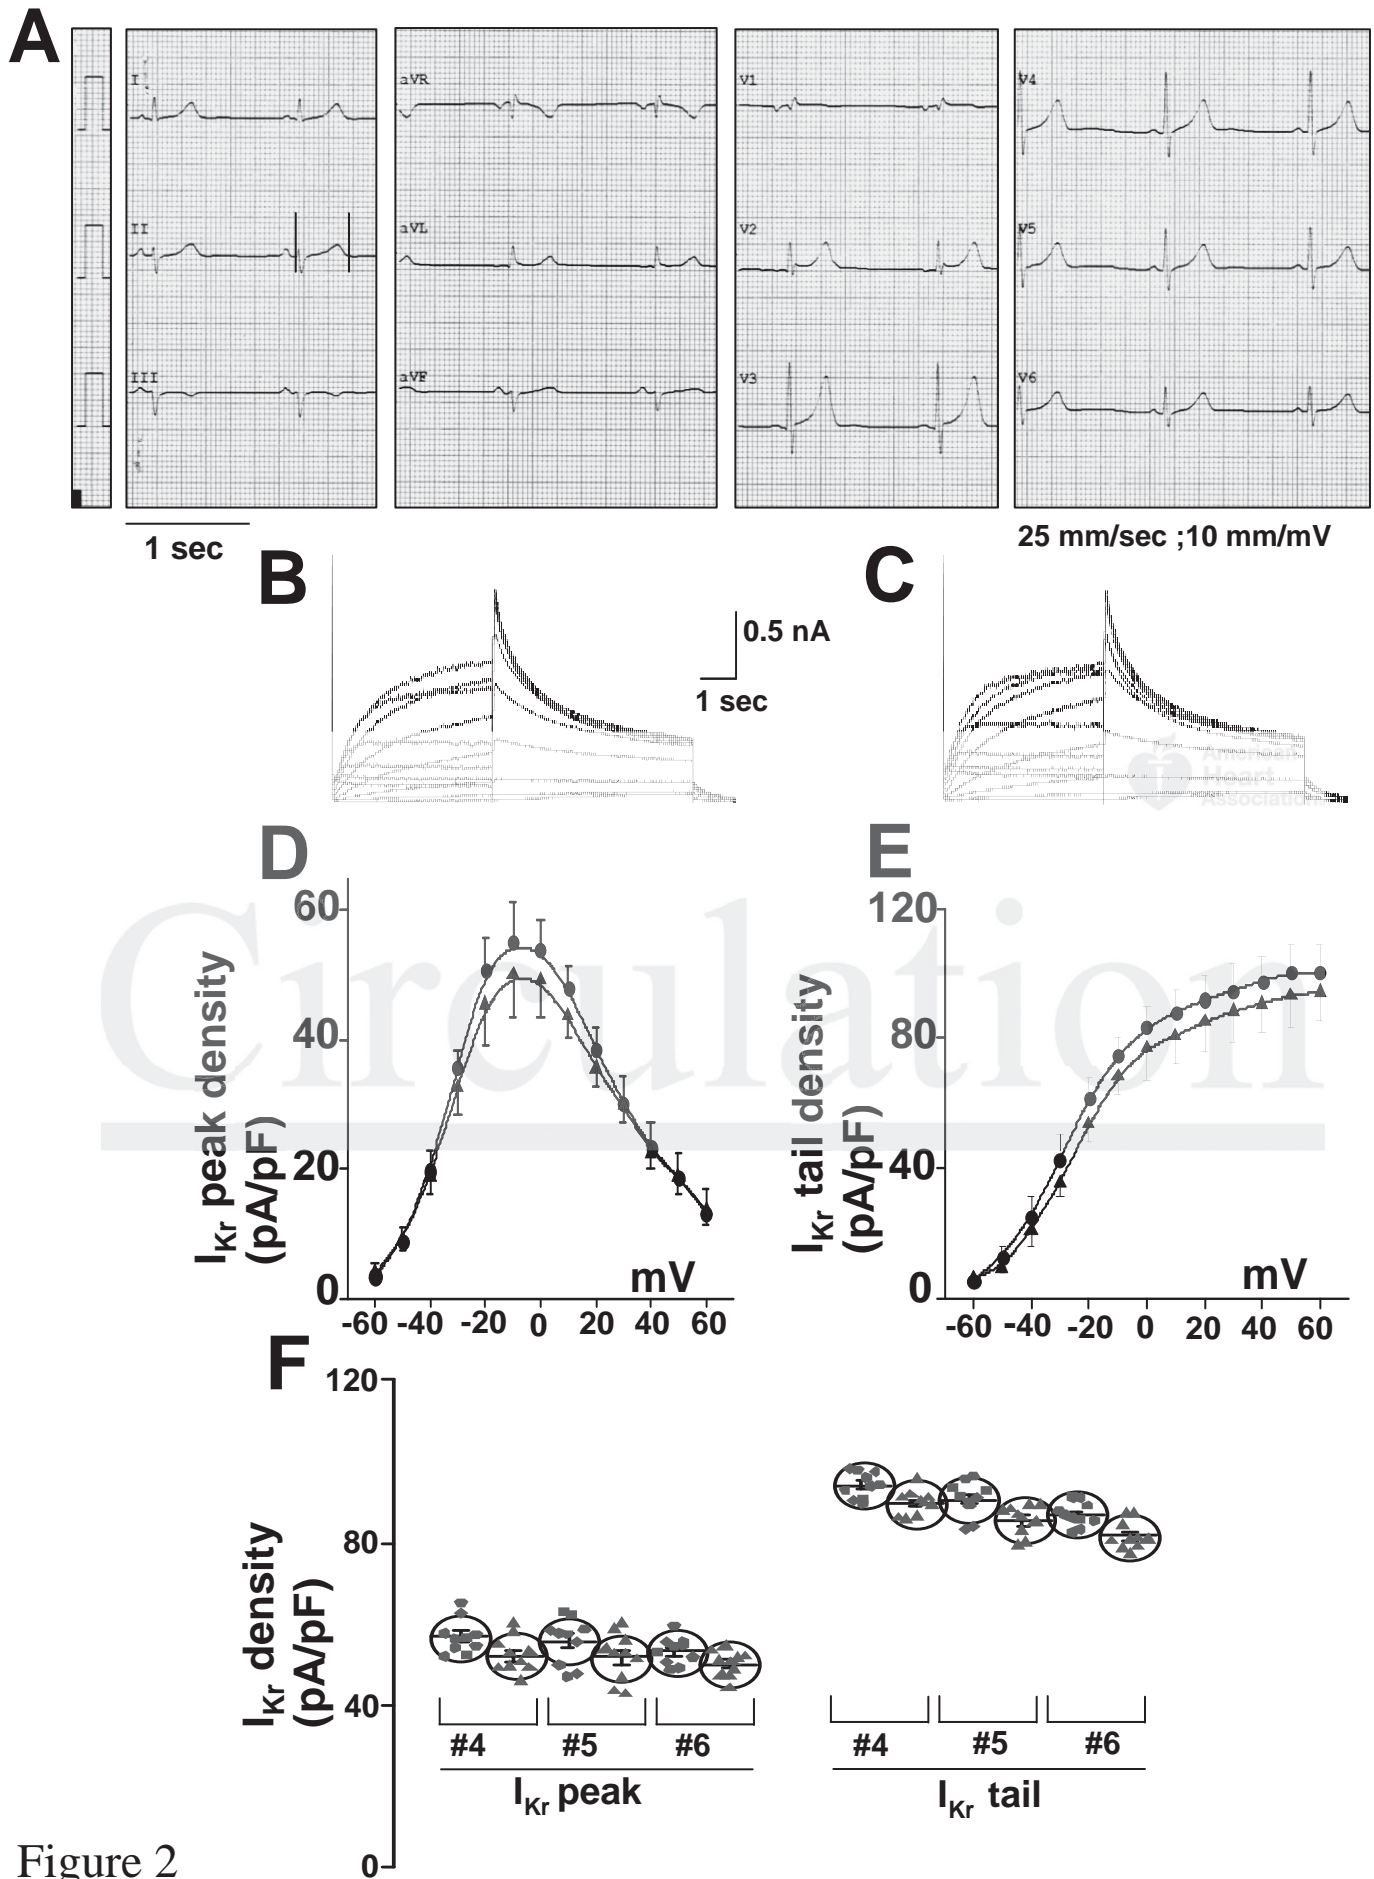 A
I
aVR
V1
V4
II
aVL
V2
V5
III
aVF
V3
V6
1 sec
25 mm/sec ;10 mm/mV
B
C
0.5 nA
1 sec
American
Heart
Association
D
E
Circulation
60
40
20
0
IKr peak density
(pA/pF)
mV
-60 -40 -20 0 20 40 60
120
80
40
0
IKr tail density
(pA/pF)
mV
-60 -40 -20 0 20 40 60
F
120
80
40
0
IKr density
(pA/pF)
#4 #5 #6
IKr peak
#4 #5 #6
IKr tail
Figure 2